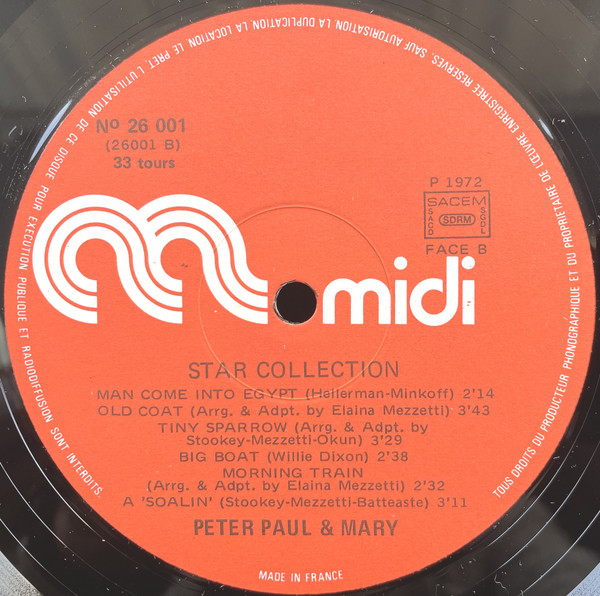 TOUS DROITS DU PRODUCTEUR PHONOGRAPHIQUE ET DU PROPRIETAIRE DE L'ŒUVRE ENREGISTREE RESERVES. SAUF AUTORISATION LA DUPLICATION, LA LOCATION, LE PRET, L'UTILISATION DE CE DISQUE POUR EXECUTION PUBLIQUE ET RADIODIFFUSION SONT INTERDITS.
Nº 26 001
(26001 B)
33 tours
P 1972
SACEM
SACD
SDRM
SGDL
FACE B
midi
STAR COLLECTION
MAN COME INTO EGYPT (Hellerman-Minkoff) 2'14
OLD COAT (Arrg. & Adpt. by Elaina Mezzetti) 3'43
TINY SPARROW (Arrg. & Adpt. by
Stookey-Mezzetti-Okun) 3'29
BIG BOAT (Willie Dixon) 2'38
MORNING TRAIN
(Arrg. & Adpt. by Elaina Mezzetti) 2'32
A 'SOALIN' (Stookey-Mezzetti-Batteaste) 3'11
PETER PAUL & MARY
MADE IN FRANCE